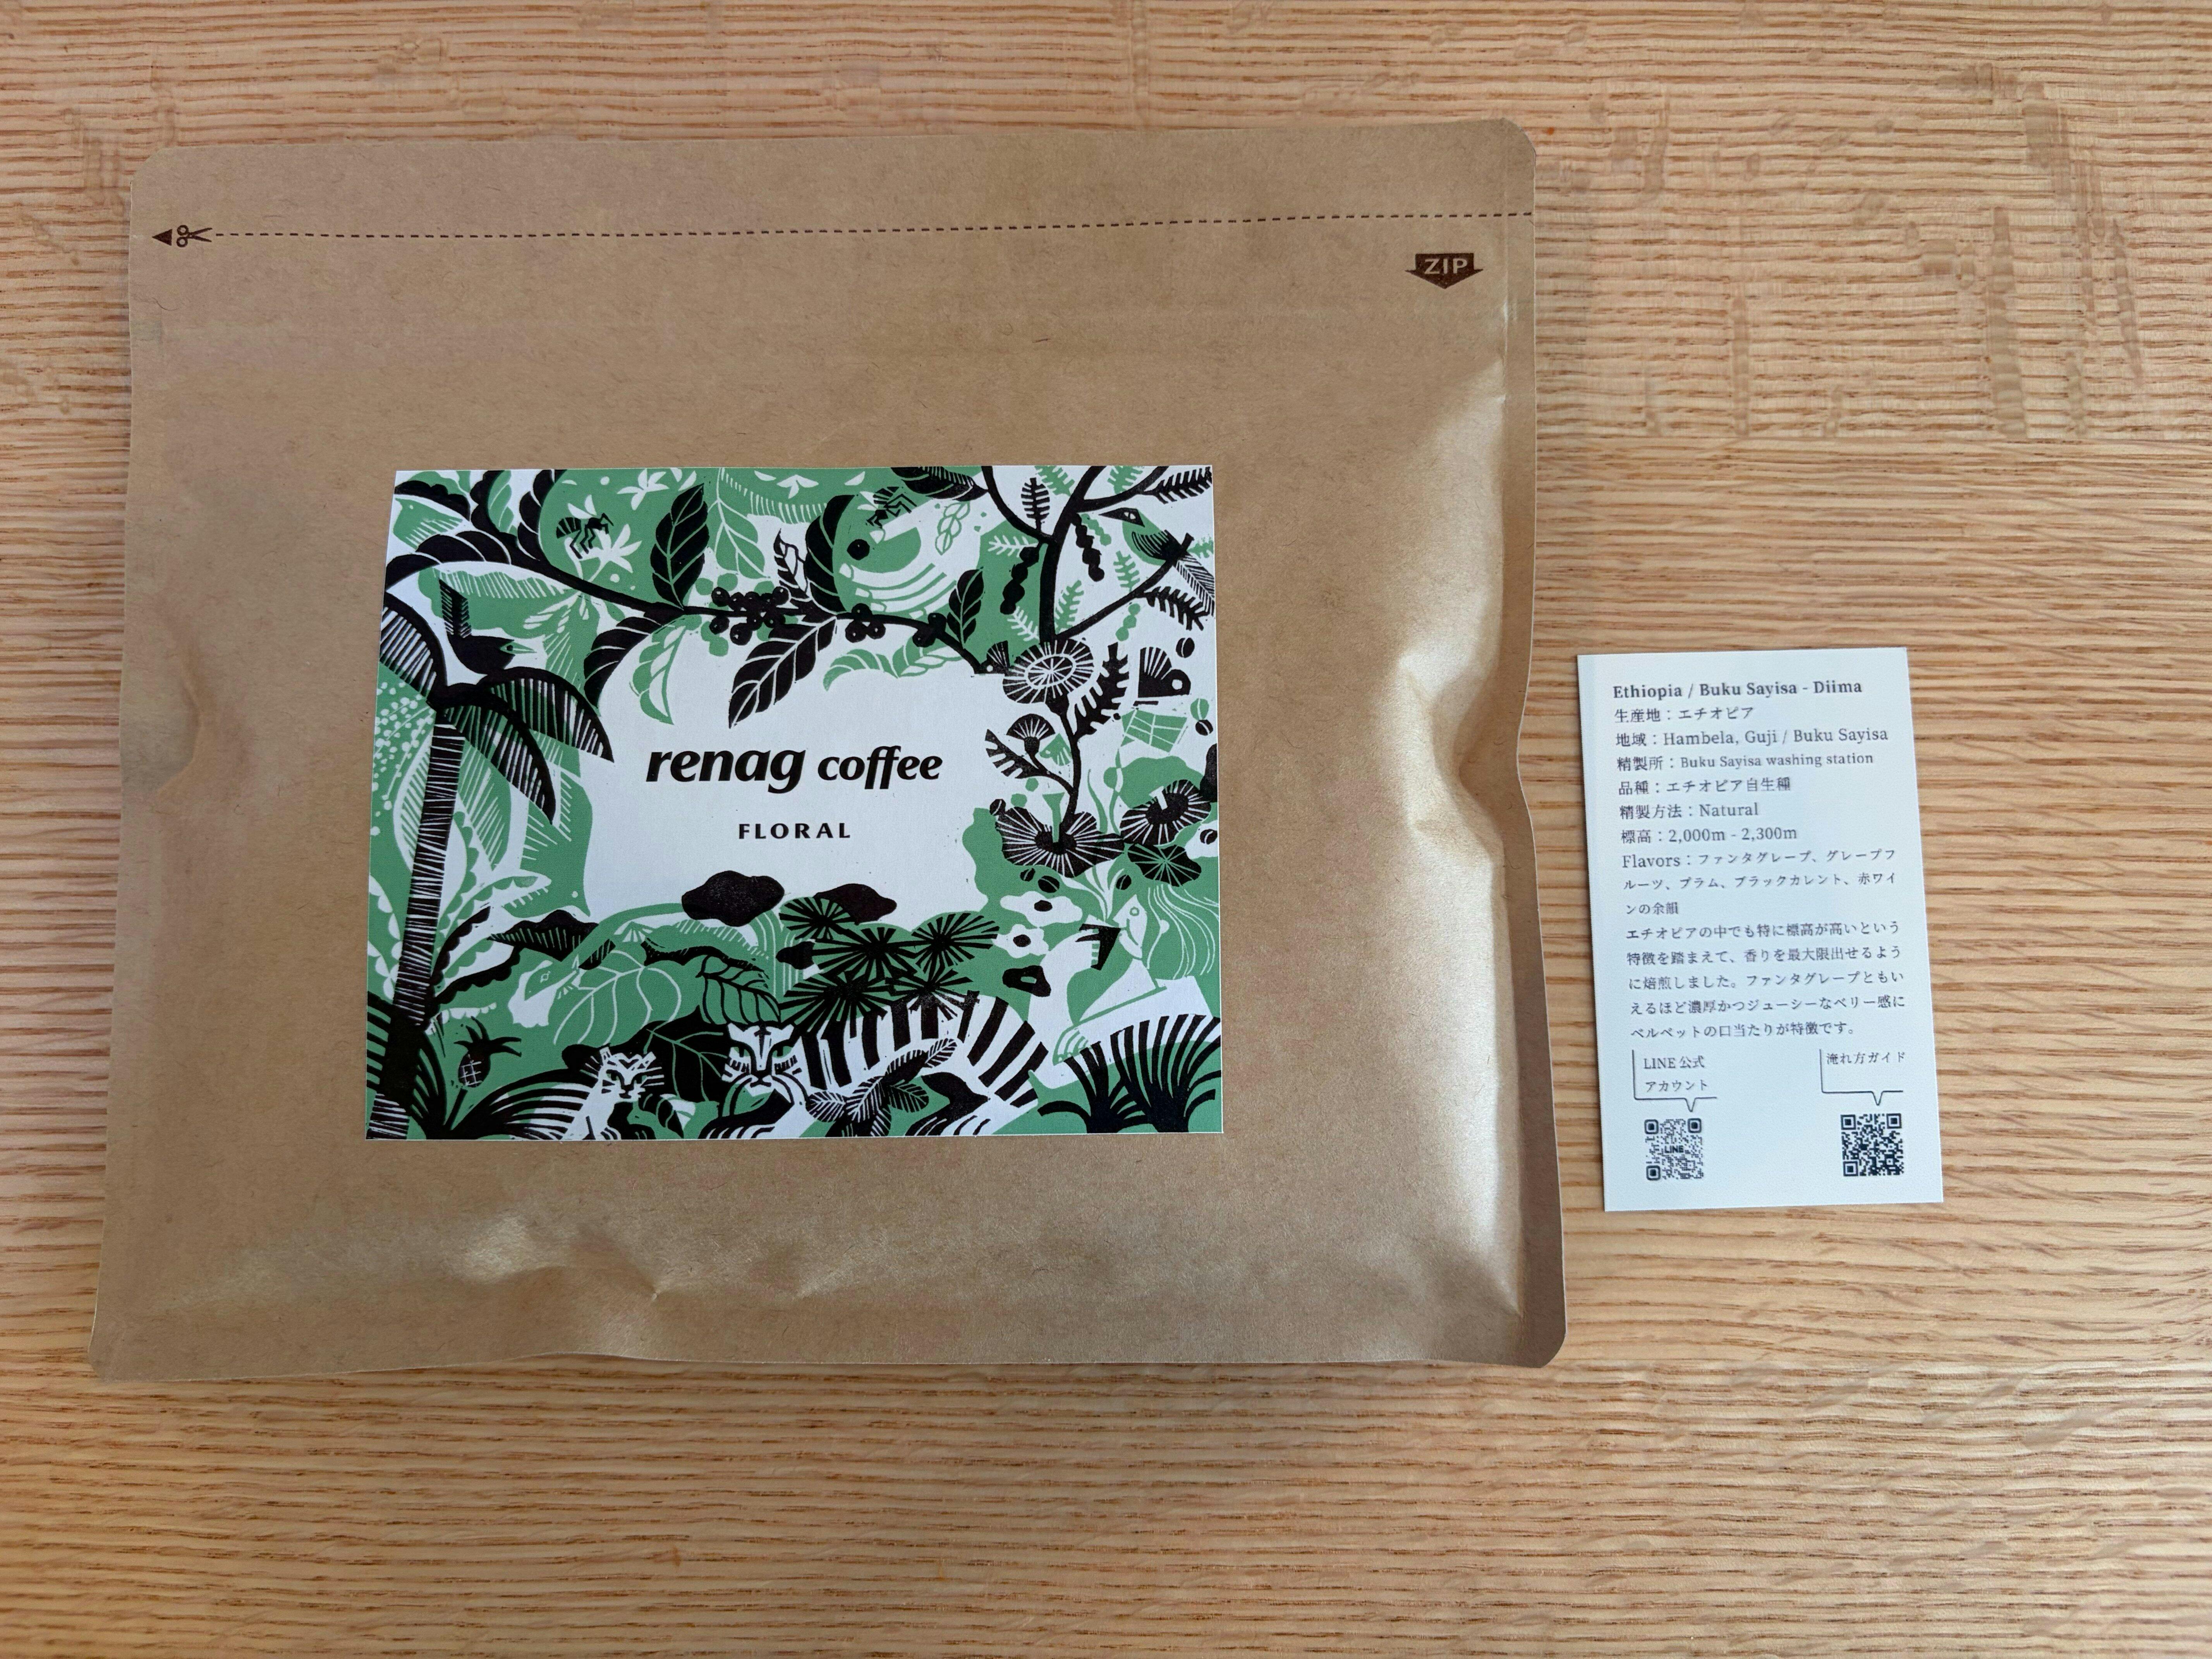 ZIP
renag coffee
FLORAL
Ethiopia / Buku Sayisa - Diima
生産地：エチオピア
地域：Hambela, Guji / Buku Sayisa
精製所：Buku Sayisa washing station
品種：エチオピア自生種
精製方法：Natural
標高：2,000m - 2,300m
Flavors：ファンタグレープ、グレープフ
ルーツ、プラム、ブラックカレント、赤ワイ
ンの余韻
エチオピアの中でも特に標高が高いという
特徴を踏まえて、香りを最大限出せるよう
に焙煎しました。ファンタグレープともい
えるほど濃厚かつジューシーなベリー感に
ベルベットの口当たりが特徴です。
LINE 公式
アカウント
淹れ方ガイド
LINE